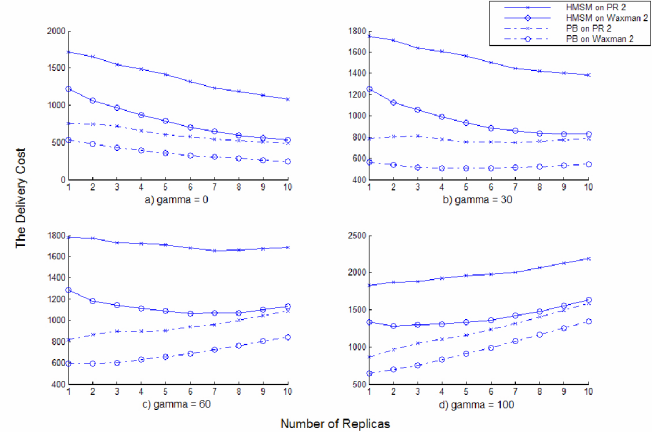 HMSM on PR 2
HMSM on Waxman 2
PB on PR 2
PB on Waxman 2
The Delivery Cost
2000
1500
1000
500
0
1 2 3 4 5 6 7 8 9 10
a) gamma = 0
1800
1600
1400
1200
1000
800
600
400
1 2 3 4 5 6 7 8 9 10
b) gamma = 30
1800
1600
1400
1200
1000
800
600
400
1 2 3 4 5 6 7 8 9 10
c) gamma = 60
2500
2000
1500
1000
500
1 2 3 4 5 6 7 8 9 10
d) gamma = 100
Number of Replicas